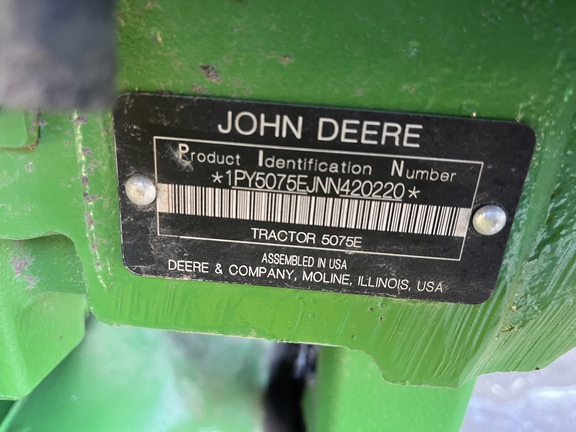 JOHN DEERE
Product Identification Number
*1PY5075EJNN420220*
TRACTOR 5075E
ASSEMBLED IN USA
DEERE & COMPANY, MOLINE, ILLINOIS, USA